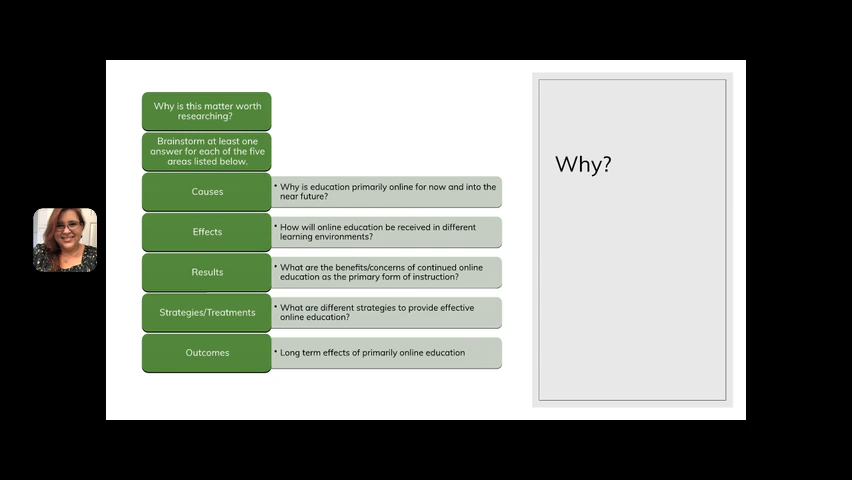 Why is this matter worth
researching?
Brainstorm at least one
answer for each of the five
areas listed below.
Causes
• Why is education primarily online for now and into the
near future?
Effects
• How will online education be received in different
learning environments?
Results
• What are the benefits/concerns of continued online
education as the primary form of instruction?
Strategies/Treatments
• What are different strategies to provide effective
online education?
Outcomes
• Long term effects of primarily online education
Why?